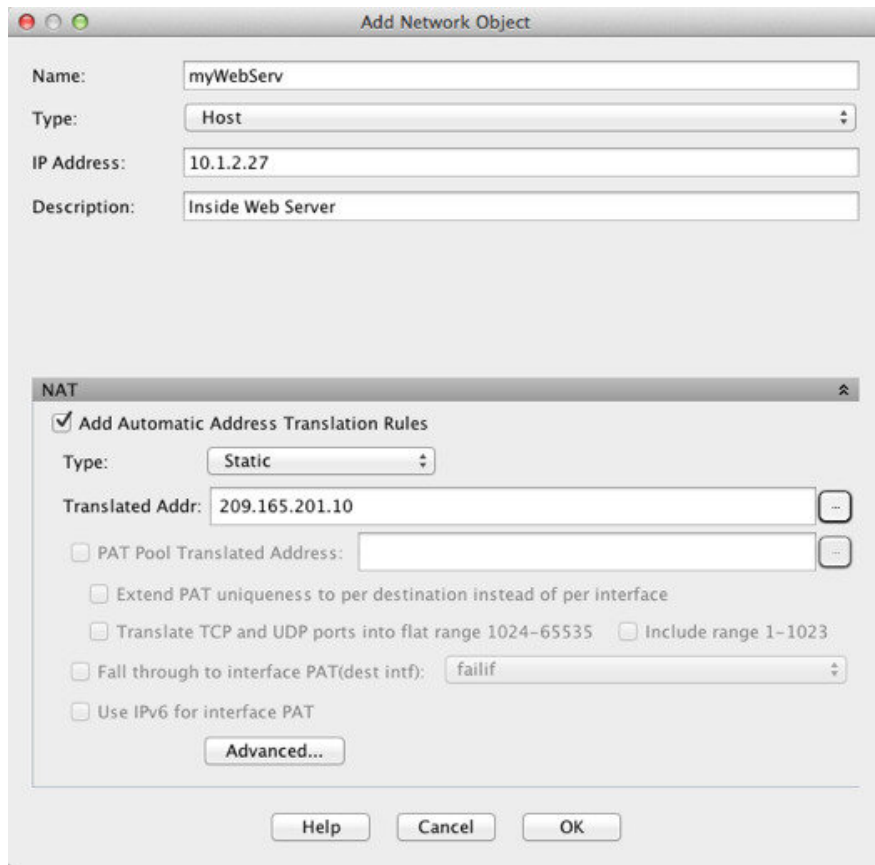 Add Network Object
Name: myWebServ
Type: Host
IP Address: 10.1.2.27
Description: Inside Web Server
NAT
Add Automatic Address Translation Rules
Type: Static
Translated Addr: 209.165.201.10 ...
PAT Pool Translated Address: ...
Extend PAT uniqueness to per destination instead of per interface
Translate TCP and UDP ports into flat range 1024-65535 Include range 1-1023
Fall through to interface PAT(dest intf): failif
Use IPv6 for interface PAT
Advanced...
Help Cancel OK